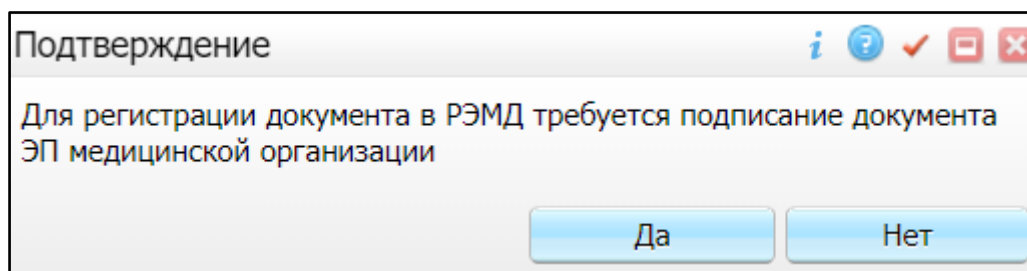 Подтверждение
Для регистрации документа в РЭМД требуется подписание документа
ЭП медицинской организации
Да
Нет